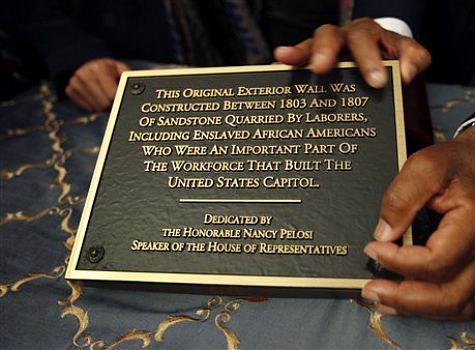 THIS ORIGINAL EXTERIOR WALL WAS
CONSTRUCTED BETWEEN 1803 AND 1807
OF SANDSTONE QUARRIED BY LABORERS,
INCLUDING ENSLAVED AFRICAN AMERICANS
WHO WERE AN IMPORTANT PART OF
THE WORKFORCE THAT BUILT THE
UNITED STATES CAPITOL.
DEDICATED BY
THE HONORABLE NANCY PELOSI
SPEAKER OF THE HOUSE OF REPRESENTATIVES